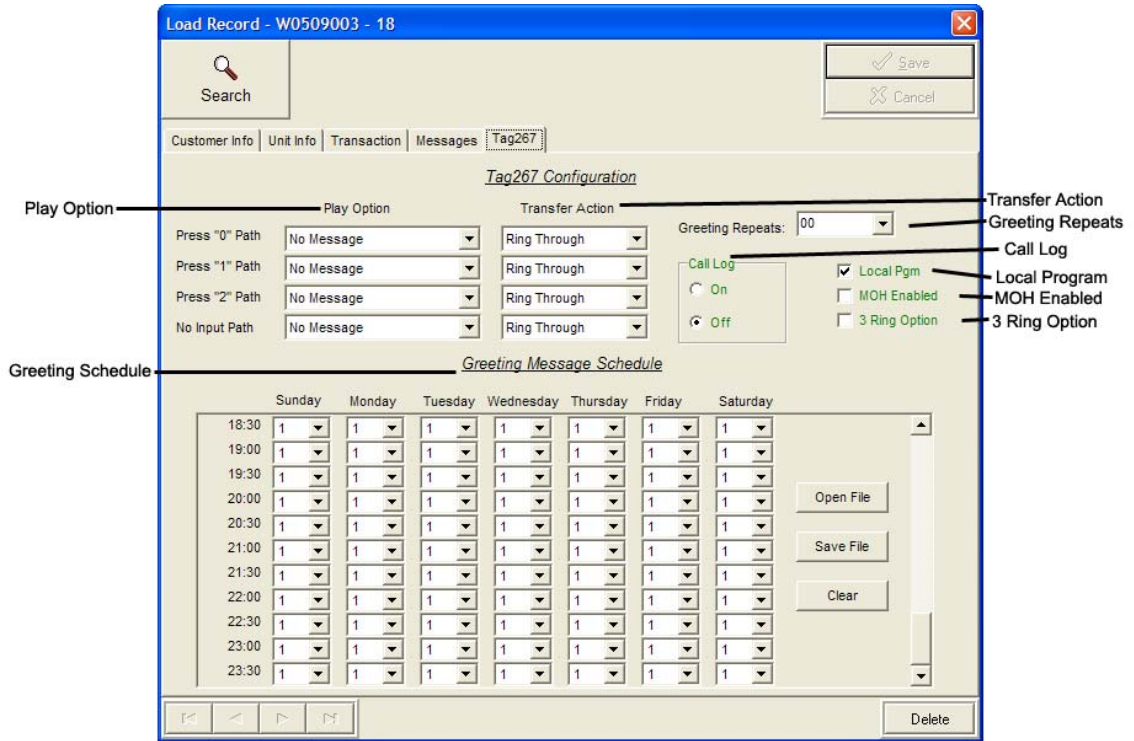 Load Record - W0509003 - 18
Search
Save
Cancel
Customer Info Unit Info Transaction Messages Tag267
Tag267 Configuration
Play Option Play Option Transfer Action Transfer Action
Greeting Repeats: 00 Greeting Repeats
Press "0" Path No Message Ring Through
Call Log Call Log
Press "1" Path No Message Ring Through
On Local Pgm Local Program
Press "2" Path No Message Ring Through
MOH Enabled MOH Enabled
No Input Path No Message Ring Through
Off 3 Ring Option 3 Ring Option
Greeting Schedule Greeting Message Schedule
Sunday Monday Tuesday Wednesday Thursday Friday Saturday
18:30 1 1 1 1 1 1 1
19:00 1 1 1 1 1 1 1
19:30 1 1 1 1 1 1 1
20:00 1 1 1 1 1 1 1 Open File
20:30 1 1 1 1 1 1 1
21:00 1 1 1 1 1 1 1 Save File
21:30 1 1 1 1 1 1 1
22:00 1 1 1 1 1 1 1 Clear
22:30 1 1 1 1 1 1 1
23:00 1 1 1 1 1 1 1
23:30 1 1 1 1 1 1 1
Delete